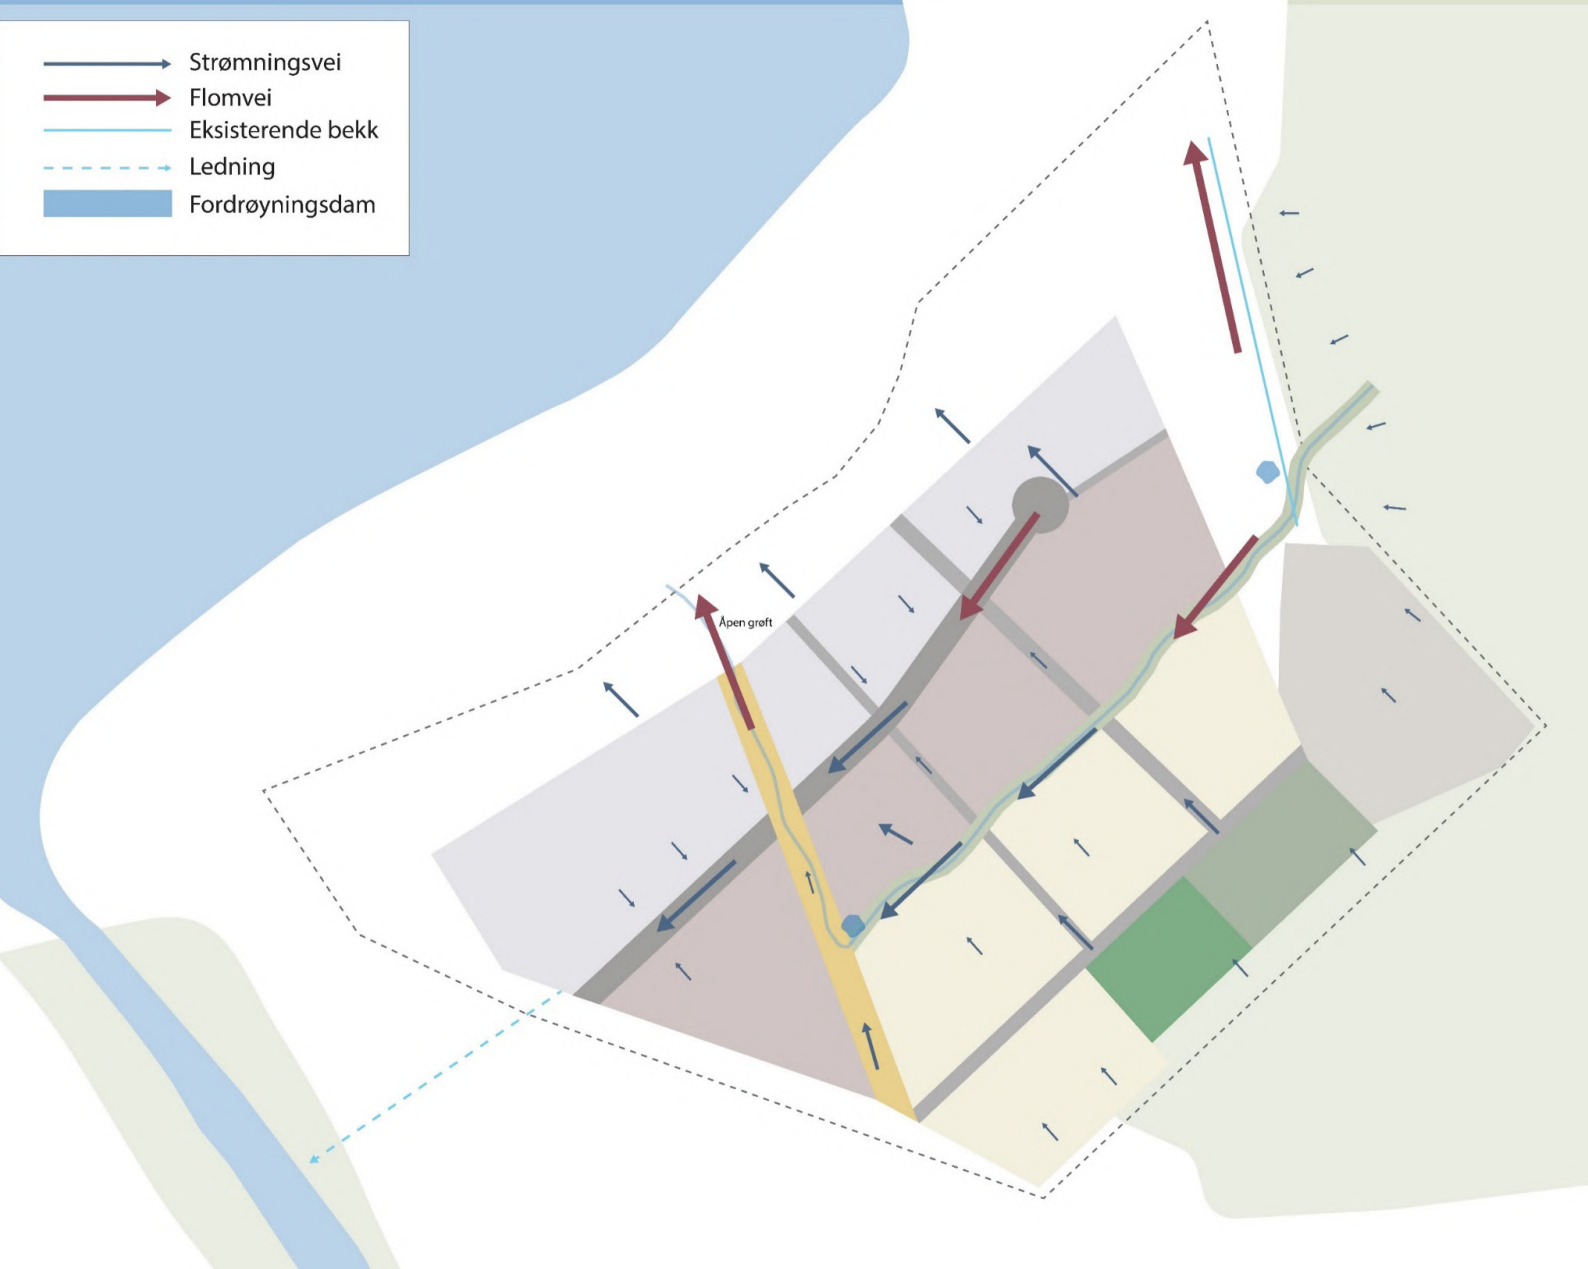 Strømningsvei
Flomvei
Eksisterende bekk
Ledning
Fordrøyningsdam
Åpen grøft